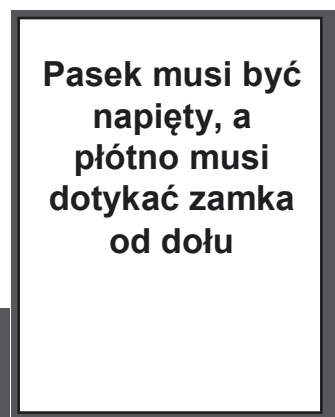 Pasek musi być
napięty, a
płótno musi
dotykać zamka
od dołu